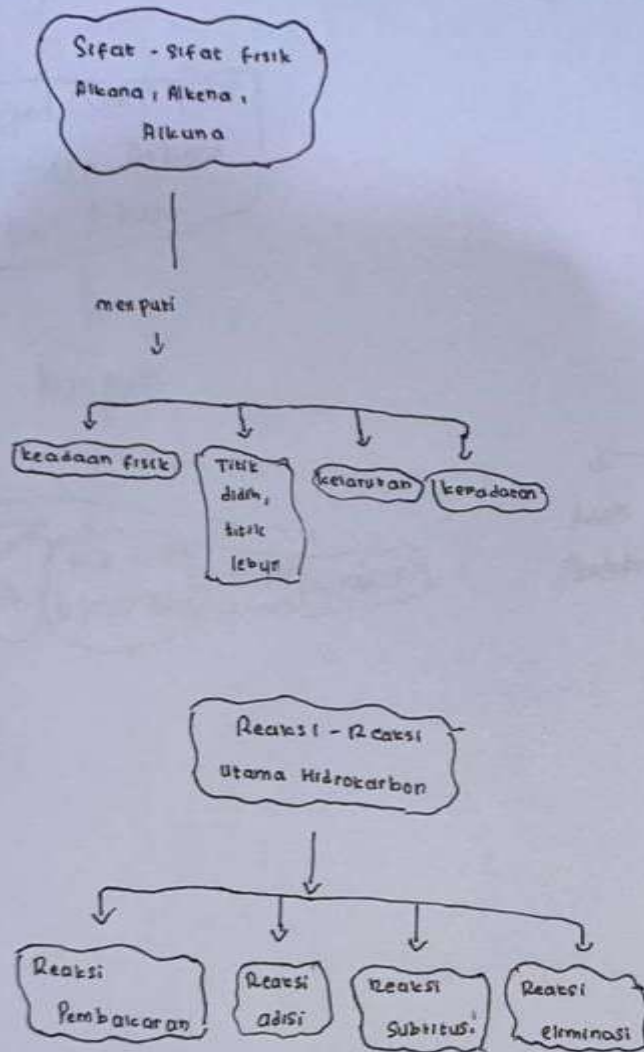 Sifat - sifat fisik
Alkana, Alkena,
Alkuna
meliputi
keadaan fisik
Titik
didih,
titik
lebur
kelarutan
kepadatan
Reaksi - Reaksi
Utama Hidrokarbon
Reaksi
Pembakaran
Reaksi
adisi
Reaksi
Subtitusi
Reaksi
eliminasi